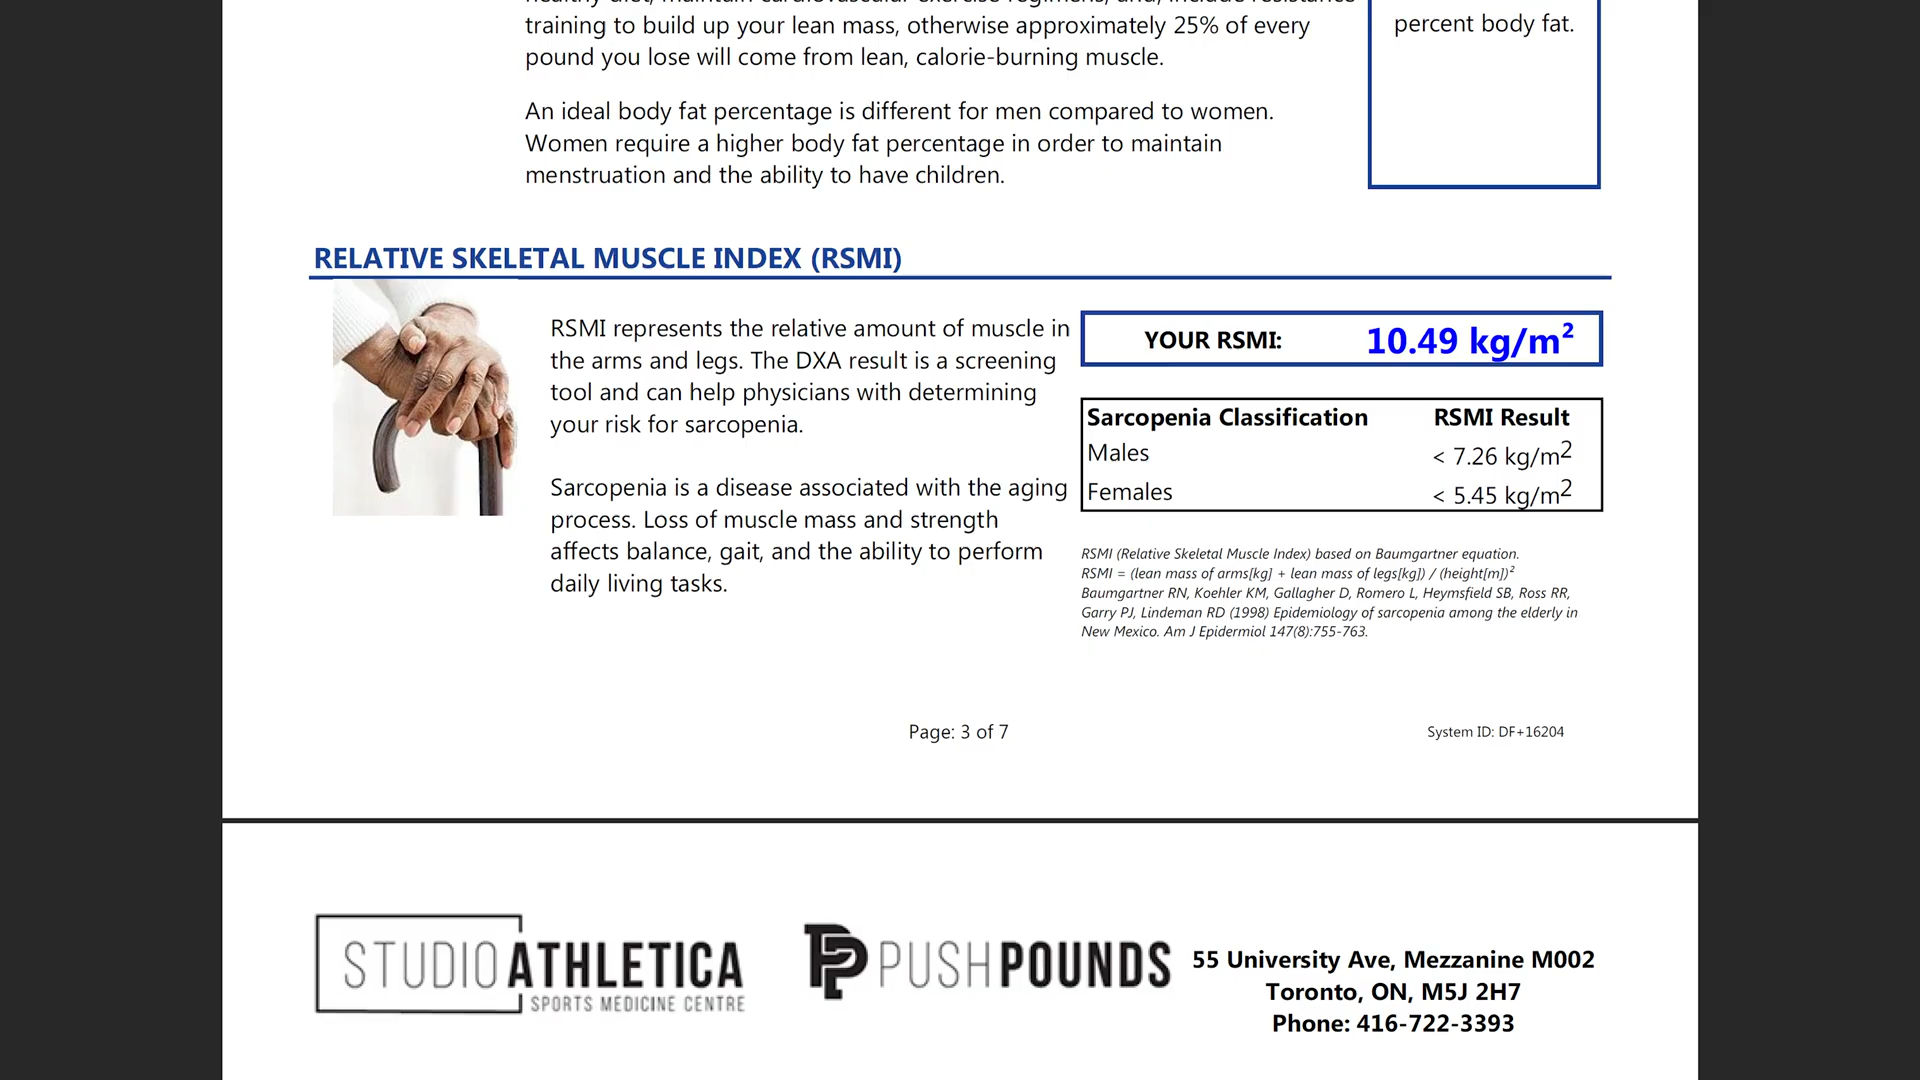 training to build up your lean mass, otherwise approximately 25% of every
pound you lose will come from lean, calorie-burning muscle.
percent body fat.
An ideal body fat percentage is different for men compared to women.
Women require a higher body fat percentage in order to maintain
menstruation and the ability to have children.
RELATIVE SKELETAL MUSCLE INDEX (RSMI)
RSMI represents the relative amount of muscle in
the arms and legs. The DXA result is a screening
tool and can help physicians with determining
your risk for sarcopenia.
Sarcopenia is a disease associated with the aging
process. Loss of muscle mass and strength
affects balance, gait, and the ability to perform
daily living tasks.
YOUR RSMI: 10.49 kg/m²
Sarcopenia Classification RSMI Result
Males < 7.26 kg/m2
Females < 5.45 kg/m2
RSMI (Relative Skeletal Muscle Index) based on Baumgartner equation.
RSMI = (lean mass of arms[kg] + lean mass of legs[kg]) / (height[m])²
Baumgartner RN, Koehler KM, Gallagher D, Romero L, Heymsfield SB, Ross RR,
Garry PJ, Lindeman RD (1998) Epidemiology of sarcopenia among the elderly in
New Mexico. Am J Epidermiol 147(8):755-763.
Page: 3 of 7
System ID: DF+16204
STUDIO ATHLETICA
SPORTS MEDICINE CENTRE
PP PUSHPOUNDS
55 University Ave, Mezzanine M002
Toronto, ON, M5J 2H7
Phone: 416-722-3393